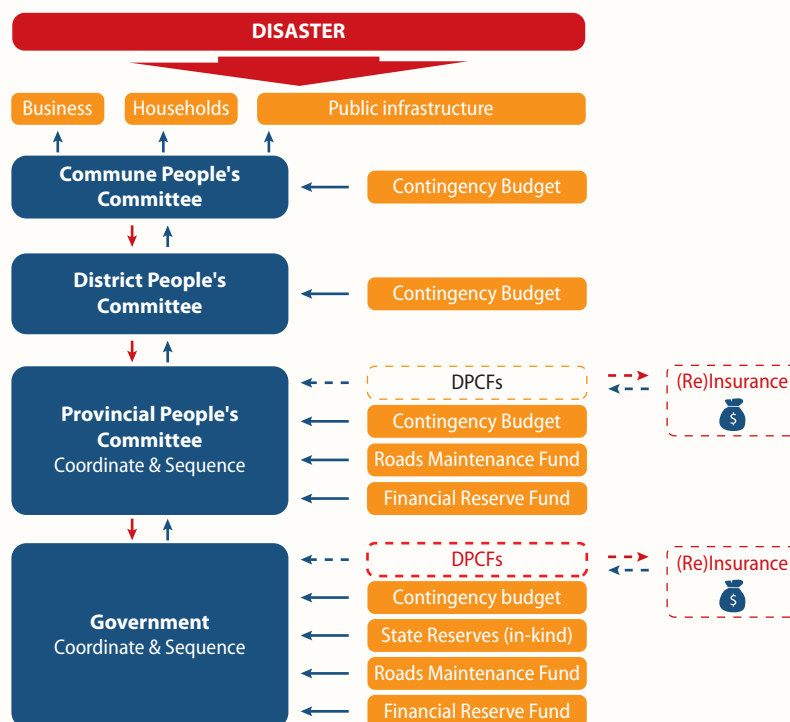 DISASTER
Business
Households
Public infrastructure
Commune People's
Committee
Contingency Budget
District People's
Committee
Contingency Budget
Provincial People's
Committee
Coordinate & Sequence
DPCFs
Contingency Budget
Roads Maintenance Fund
Financial Reserve Fund
(Re)Insurance
$
Government
Coordinate & Sequence
DPCFs
Contingency budget
State Reserves (in-kind)
Roads Maintenance Fund
Financial Reserve Fund
(Re)Insurance
$